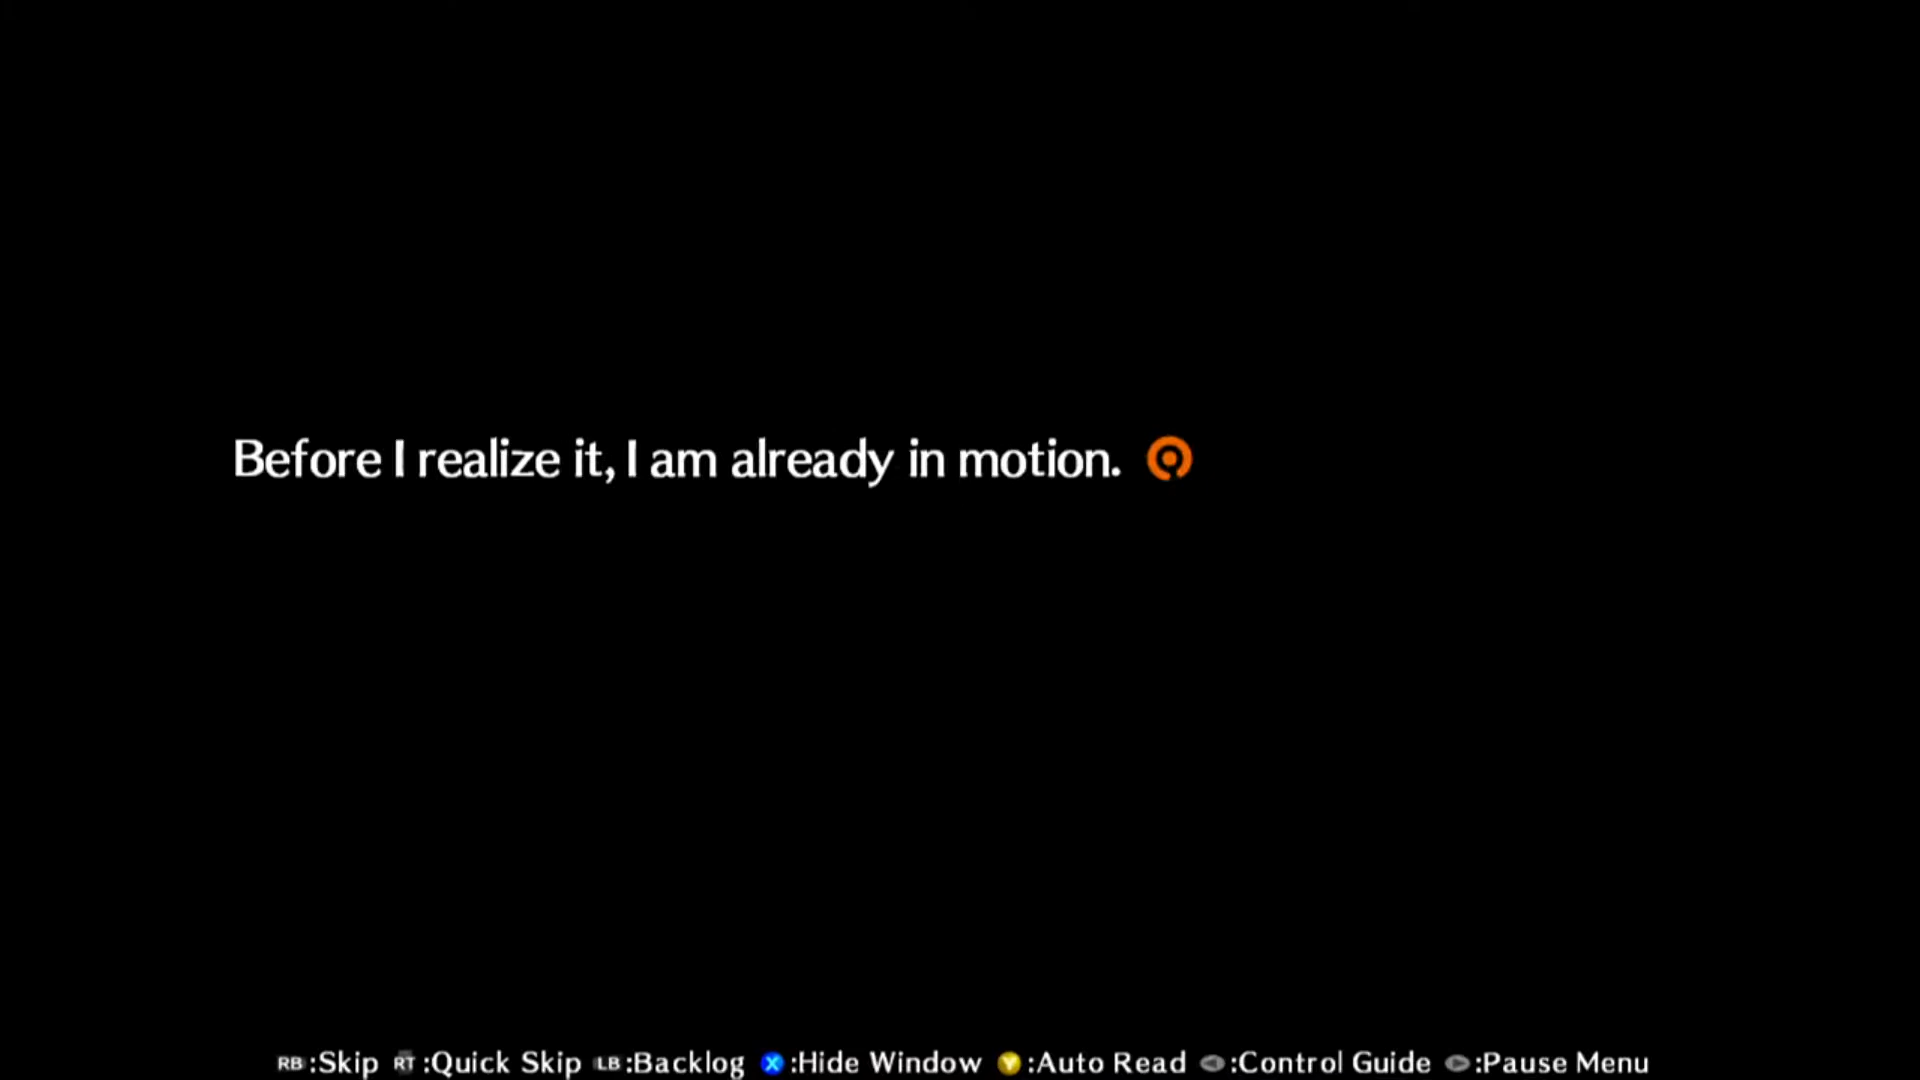 Before I realize it, I am already in motion.
RB:Skip RT:Quick Skip LB:Backlog X:Hide Window Y:Auto Read :Control Guide :Pause Menu